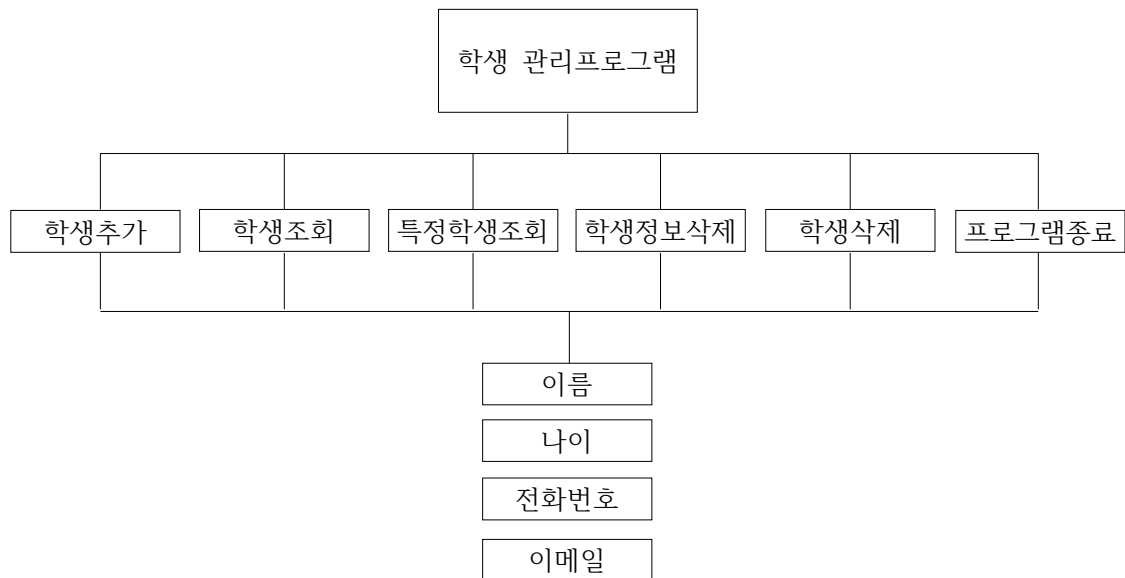 학생 관리프로그램
학생추가
학생조회
특정학생조회
학생정보삭제
학생삭제
프로그램종료
이름
나이
전화번호
이메일